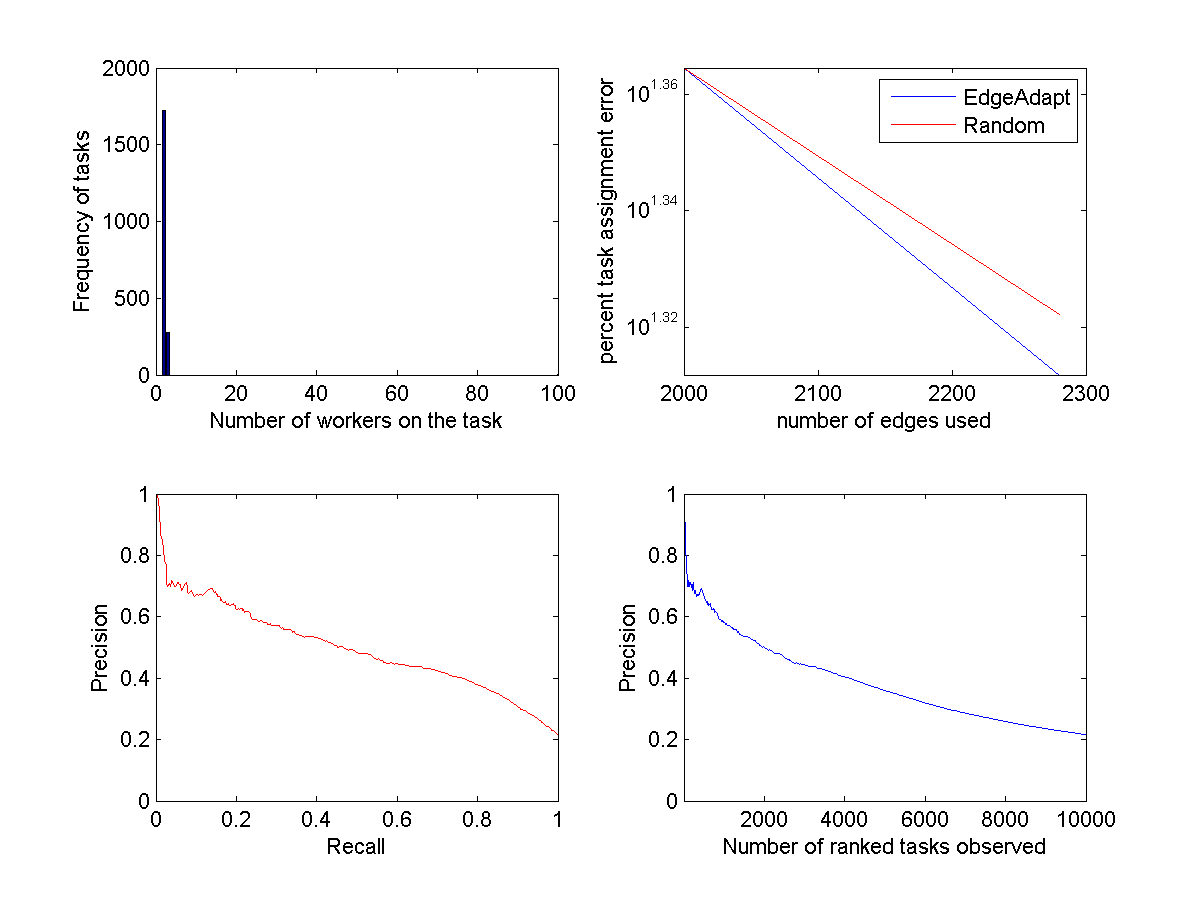 2000
1500
1000
500
0
0 20 40 60 80 100
Frequency of tasks
Number of workers on the task
10^1.36
10^1.34
10^1.32
2000 2100 2200 2300
percent task assignment error
number of edges used
EdgeAdapt
Random
1
0.8
0.6
0.4
0.2
0
0 0.2 0.4 0.6 0.8 1
Precision
Recall
1
0.8
0.6
0.4
0.2
0
2000 4000 6000 8000 10000
Precision
Number of ranked tasks observed